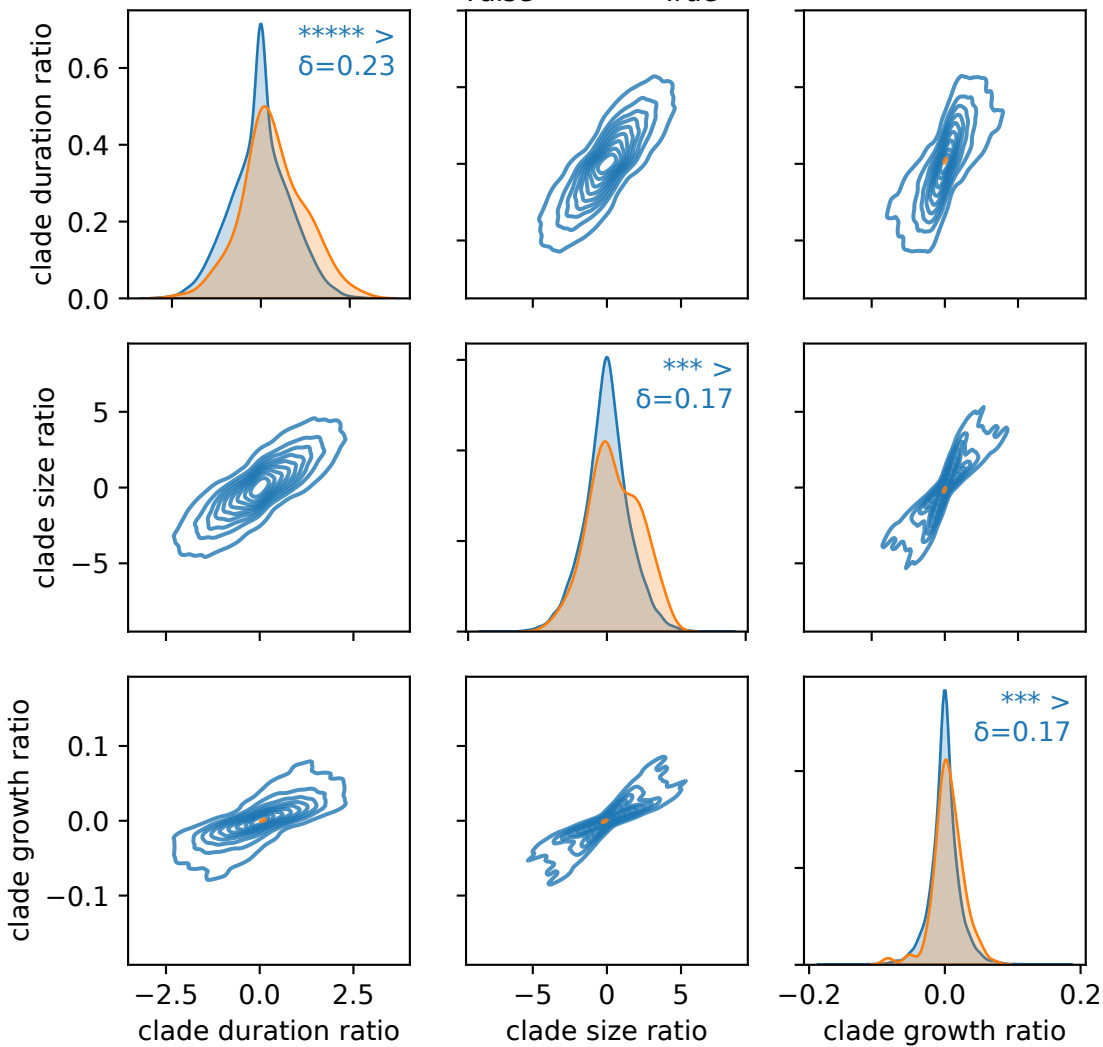 ***** >
δ=0.23
clade duration ratio
0.6
0.4
0.2
0.0
*** >
δ=0.17
clade size ratio
5
0
−5
*** >
δ=0.17
clade growth ratio
0.1
0.0
−0.1
−2.5 0.0 2.5
−5 0 5
−0.2 0.0 0.2
clade duration ratio
clade size ratio
clade growth ratio